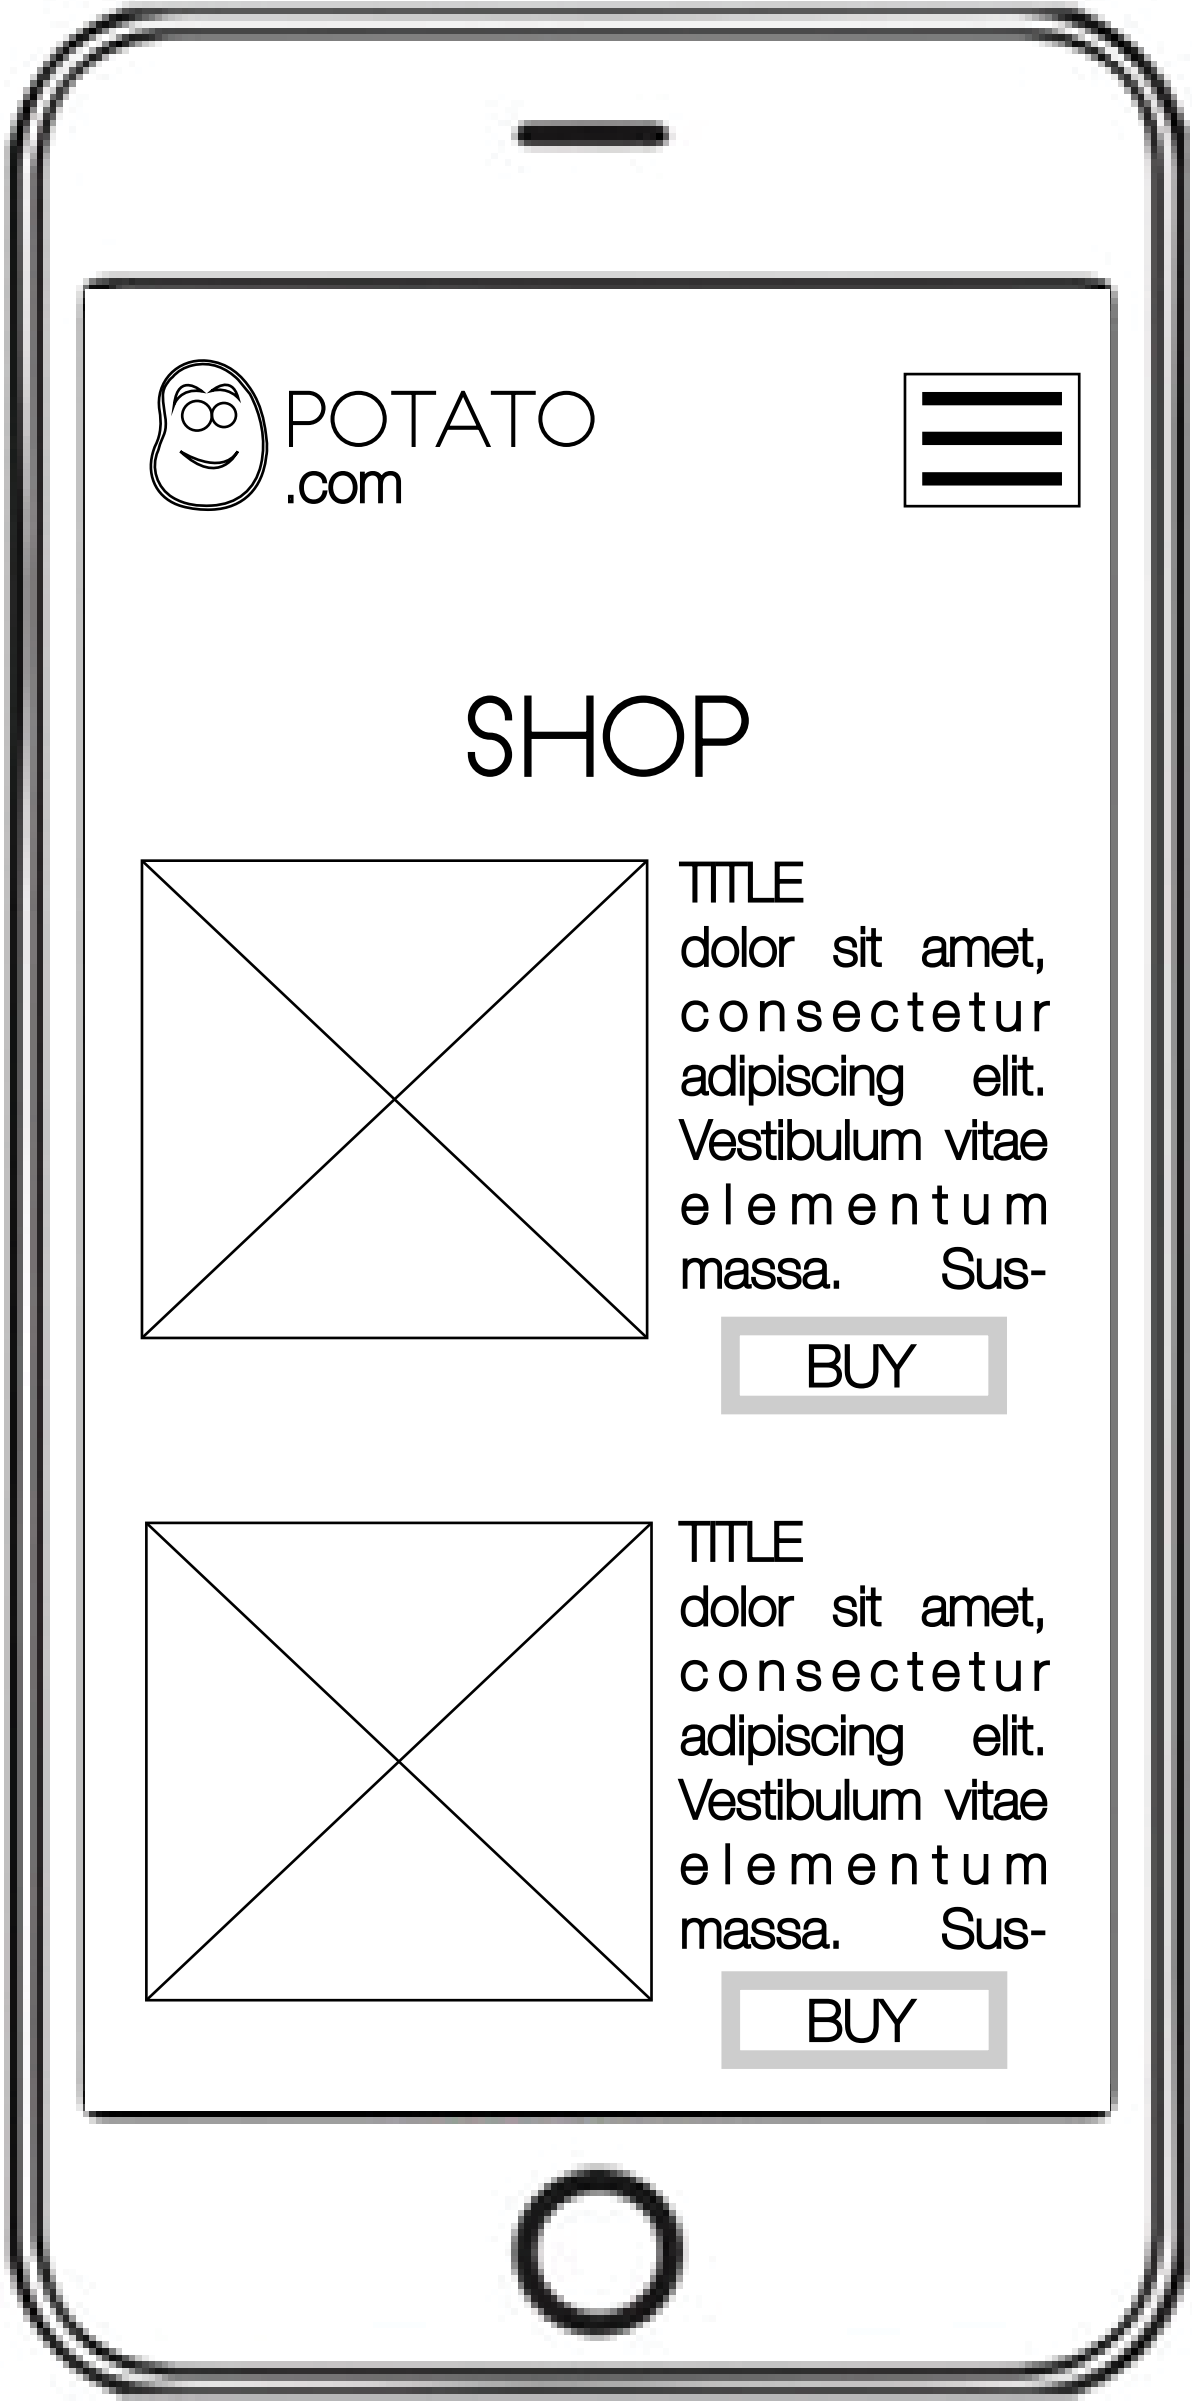 POTATO
.com
SHOP
TITLE
dolor sit amet,
consectetur
adipiscing elit.
Vestibulum vitae
elementum
massa. Sus-
BUY
TITLE
dolor sit amet,
consectetur
adipiscing elit.
Vestibulum vitae
elementum
massa. Sus-
BUY